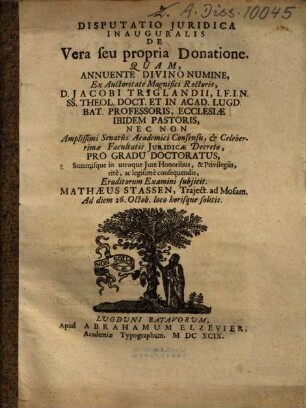 Z. A. Diss. 10045
DISPUTATIO JURIDICA
INAUGURALIS
DE
Vera seu propria Donatione.
QUAM,
ANNUENTE DIVINO NUMINE,
Ex Auctoritate Magnifici Rectoris,
D. JACOBI TRIGLANDII, I.F.I.N.
SS. THEOL. DOCT. ET IN ACAD. LUGD.
BAT. PROFESSORIS, ECCLESIÆ
IBIDEM PASTORIS,
NEC NON
Amplissimi Senatus Academici Consensu, & Celeber-
rimæ Facultatis JURIDICÆ Decreto,
PRO GRADU DOCTORATUS,
Summisque in utroque Jure Honoribus, & Privilegiis,
ritè, ac legitimè consequendis,
Eruditorum Examini subjicit
MATHÆUS STASSEN, Traject. ad Mosam.
Ad diem 26. Octob. loco horisque solitis.
NON SOLUS
LUGDUNI BATAVORUM,
Apud ABRAHAMUM ELZEVIER,
Academiæ Typographum. M DC XCIX.